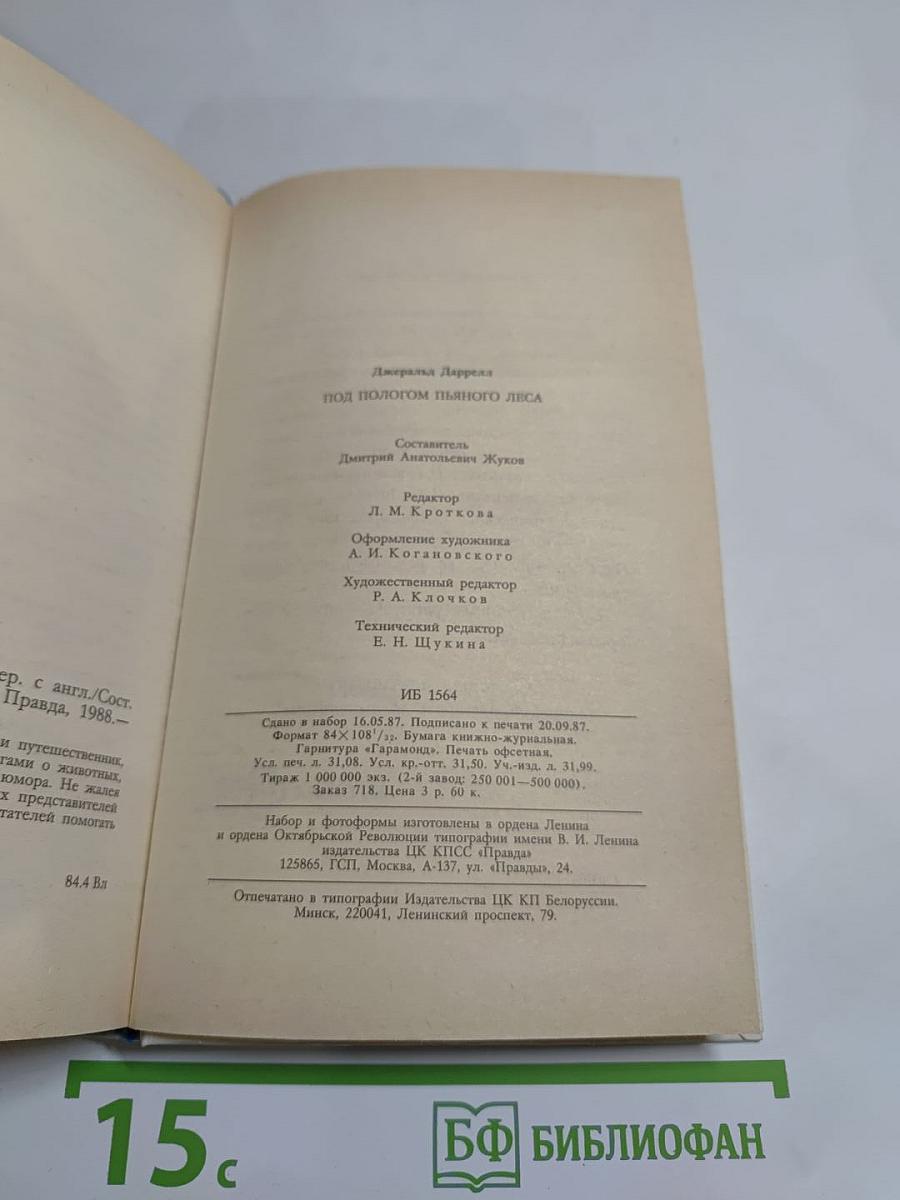 ер. с англ./Сост.
Правда, 1988.—
и путешественник,
гами о животных,
юмора. Не жалея
х представителей
тателей помогать
84.4 Вл
Джеральд Даррелл
ПОД ПОЛОГОМ ПЬЯНОГО ЛЕСА
Составитель
Дмитрий Анатольевич Жуков
Редактор
Л. М. Кроткова
Оформление художника
А. И. Когановского
Художественный редактор
Р. А. Клочков
Технический редактор
Е. Н. Щукина
ИБ 1564
Сдано в набор 16.05.87. Подписано к печати 20.09.87.
Формат 84×108¹/₃₂. Бумага книжно-журнальная.
Гарнитура «Гарамонд». Печать офсетная.
Усл. печ. л. 31,08. Усл. кр.-отт. 31,50. Уч.-изд. л. 31,99.
Тираж 1 000 000 экз. (2-й завод: 250 001—500 000).
Заказ 718. Цена 3 р. 60 к.
Набор и фотоформы изготовлены в ордена Ленина
и ордена Октябрьской Революции типографии имени В. И. Ленина
издательства ЦК КПСС «Правда»
125865, ГСП, Москва, А-137, ул. «Правды», 24.
Отпечатано в типографии Издательства ЦК КП Белоруссии.
Минск, 220041, Ленинский проспект, 79.
15 с
БФ БИБЛИОФАН